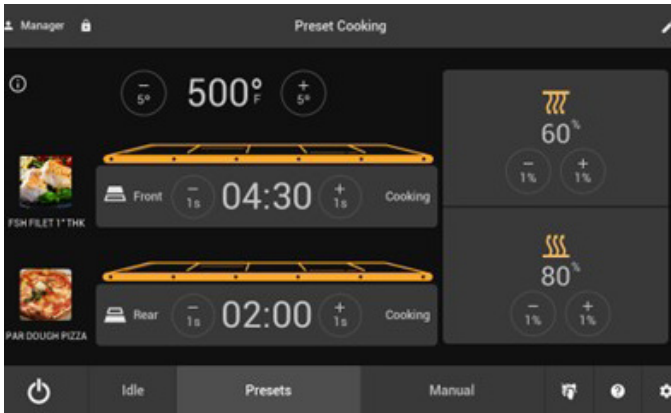 Manager
Preset Cooking
− 5°
500°F
+ 5°
60%
− 1%
+ 1%
FSH FILET 1" THK
Front
− 1s
04:30
+ 1s
Cooking
80%
− 1%
+ 1%
PAR DOUGH PIZZA
Rear
− 1s
02:00
+ 1s
Cooking
Idle
Presets
Manual